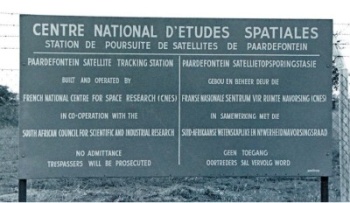 CENTRE NATIONAL D'ETUDES SPATIALES
STATION DE POURSUITE DE SATELLITES DE PAARDEFONTEIN
PAARDEFONTEIN SATELLITE TRACKING STATION
BUILT AND OPERATED BY
FRENCH NATIONAL CENTRE FOR SPACE RESEARCH (CNES)
IN CO-OPERATION WITH THE
SOUTH AFRICAN COUNCIL FOR SCIENTIFIC AND INDUSTRIAL RESEARCH
NO ADMITTANCE
TRESPASSERS WILL BE PROSECUTED
PAARDEFONTEIN SATELLIETOPSPORINGSTASIE
GEBOU EN BEHEER DEUR DIE
FRANSE NASIONALE SENTRUM VIR RUIMTE NAVORSING (CNES)
IN SAMEWERKING MET DIE
SUID-AFRIKAANSE WETENSKAPLIKE EN NYWERHEIDNAVORSINGSRAAD
GEEN TOEGANG
OORTREDERS SAL VERVOLG WORD